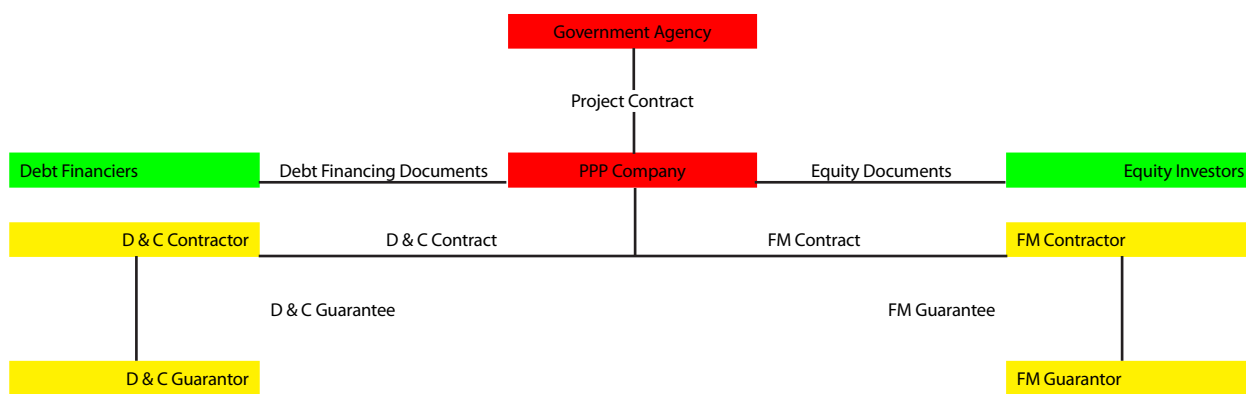 Government Agency
Project Contract
Debt Financiers
Debt Financing Documents
PPP Company
Equity Documents
Equity Investors
D & C Contractor
D & C Contract
FM Contract
FM Contractor
D & C Guarantee
FM Guarantee
D & C Guarantor
FM Guarantor